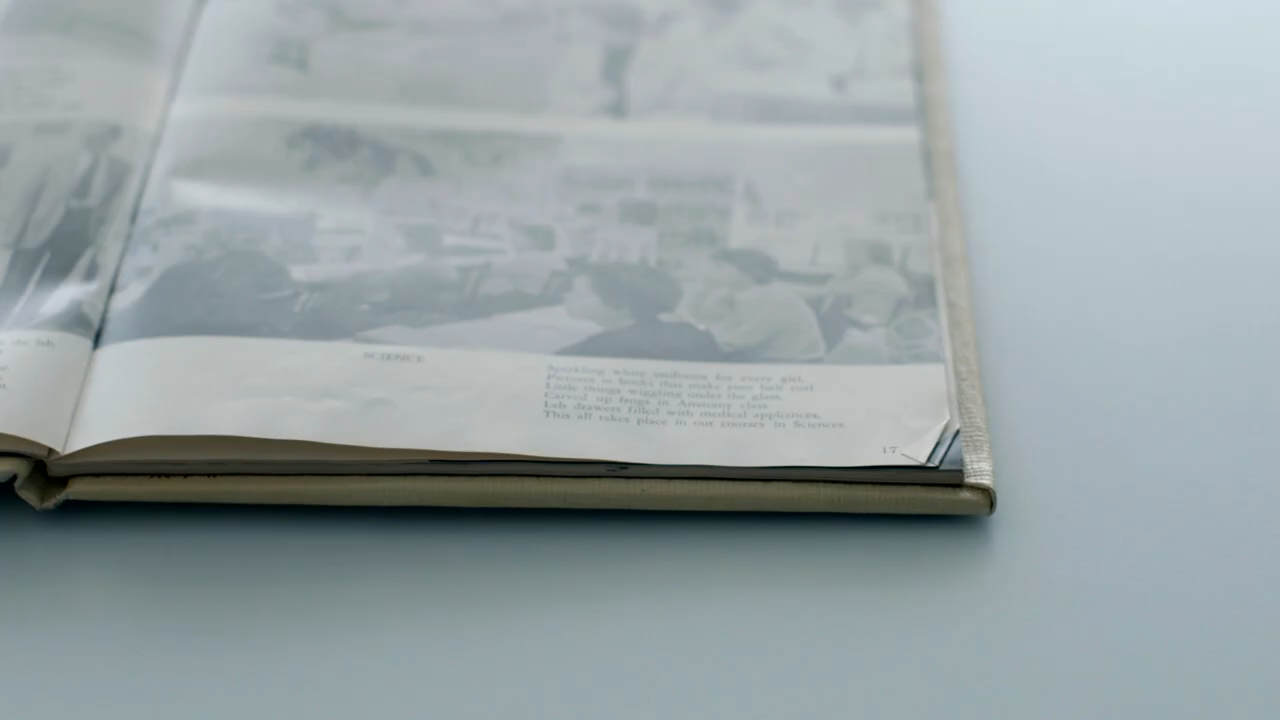 the lab
SCIENCE
Sparkling white uniforms for every girl,
Pictures in books that make your hair curl
Little things wiggling under the glass,
Carved up frogs in Anatomy class
Lab drawers filled with medical appliances,
This all takes place in our courses in Sciences.
17